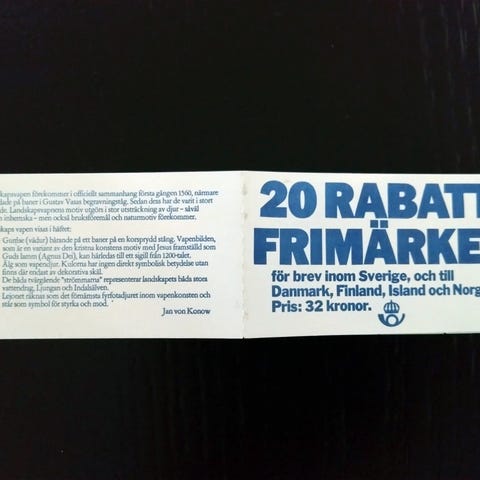 kapsvapen förekommer i officiellt sammanhang första gången 1560, närmare
lade på baner i Gustav Vasas begravningståg. Sedan dess har de varit i stort
de. Landskapsvapnens motiv utgörs i stor utsträckning av djur – såväl
inhemska – men också bruksföremål och naturmotiv förekommer.
kaps vapen visas i häftet:
Gumse (vädur) bärande på ett baner på en korsprydd stång. Vapenbilden,
som är en variant av den kristna konstens motiv med Jesus framställd som
Guds lamm (Agnus Dei), kan härledas till ett sigill från 1200-talet.
Älg som vapendjur. Kulorna har ingen direkt symbolisk betydelse utan
finns där endast av dekorativa skäl.
De båda tvärgående "strömmarna" representerar landskapets båda stora
vattendrag, Ljungan och Indalsälven.
Lejonet räknas som det förnämsta fyrfotadjuret inom vapenkonsten och
står som symbol för styrka och mod.
Jan von Konow
20 RABATT
FRIMÄRKE
för brev inom Sverige, och till
Danmark, Finland, Island och Norg
Pris: 32 kronor.